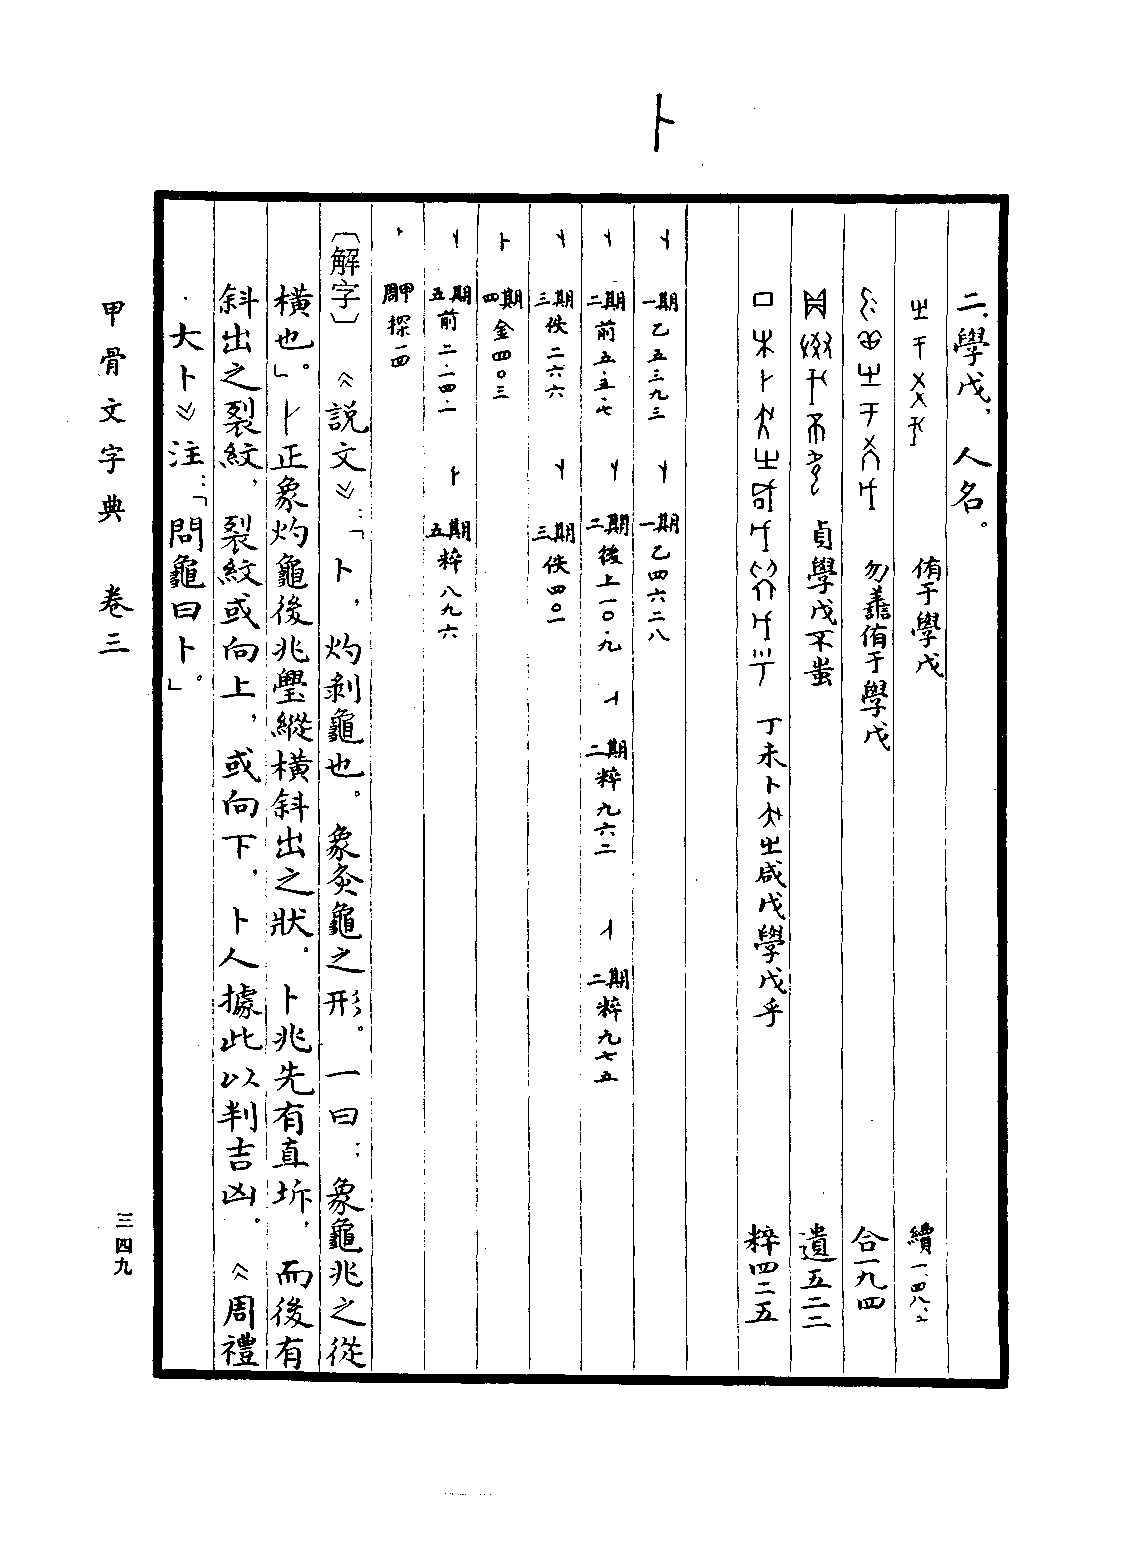 卜
二、學戊，人名。
侑于學戊 續一·四八·
勿譱侑于學戊 合一九四
貞學戊不蚩 遺五二二
丁未卜㞢咸戊學戊乎 粹四二五
一期乙五三九三 一期乙四六二八
二期前五·五·七 二期後上一〇·九 二期粹九六二 二期粹九七五
三期佚二六六 三期佚四〇二
四期金四〇三
五期前二·一四·一 五期粹八九六
周甲探一四
〔解字〕《説文》：「卜，灼剥龜也。象灸龜之形。一曰：象龜兆之從
橫也。」卜正象灼龜後兆璺縱橫斜出之狀。卜兆先有直坼，而後有
斜出之裂紋，裂紋或向上，或向下，卜人據此以判吉凶。《周禮
·大卜》注：「問龜曰卜。」
甲骨文字典 卷三
三四九